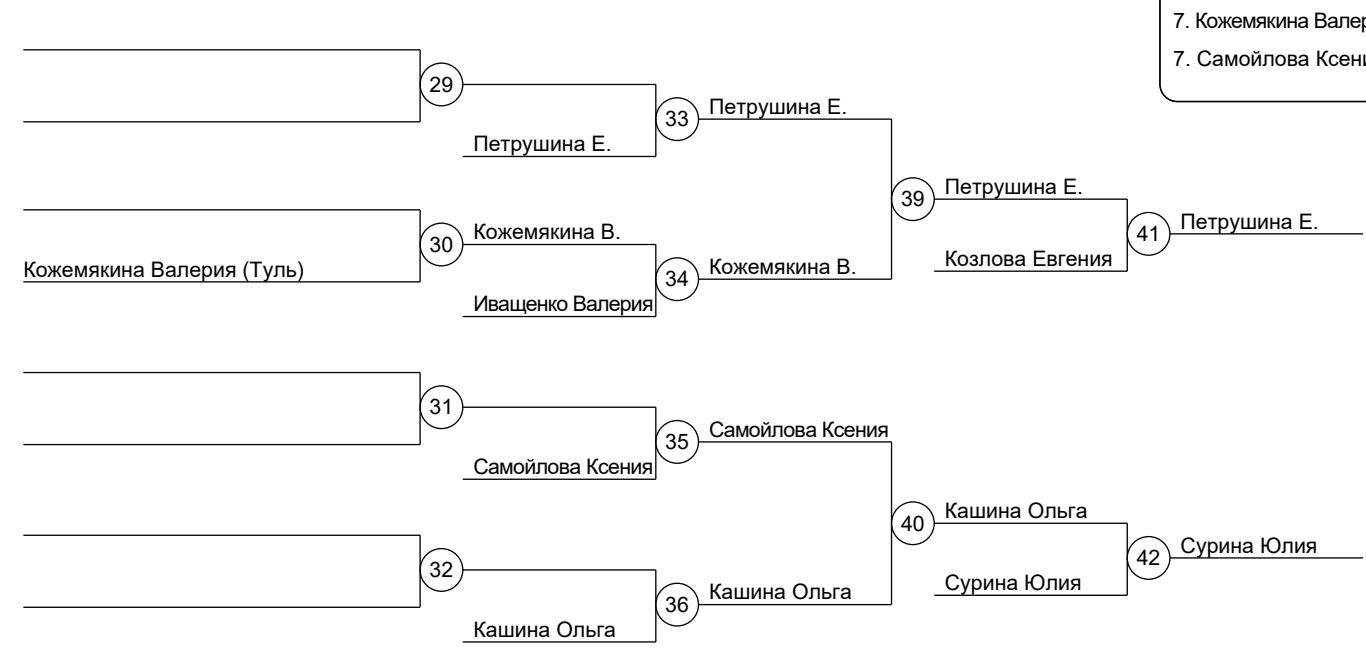 7. Кожемякина
7. Самойлова
29
33
Петрушина Е.
Петрушина Е.
39
Петрушина Е.
41
Петрушина Е.
30
Кожемякина В.
Кожемякина Валерия (Туль)
34
Кожемякина В.
Козлова Евгения
Иващенко Валерия
31
35
Самойлова Ксения
Самойлова Ксения
40
Кашина Ольга
42
Сурина Юлия
32
36
Кашина Ольга
Сурина Юлия
Кашина Ольга